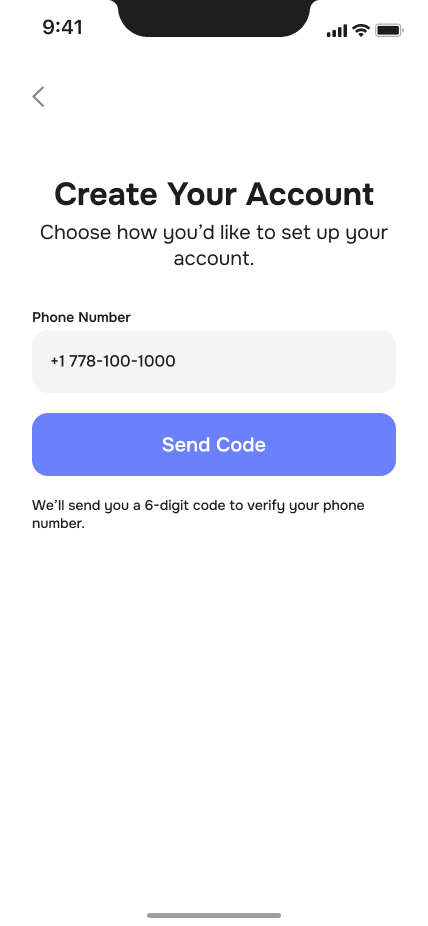 9:41
Create Your Account
Choose how you’d like to set up your
account.
Phone Number
+1 778-100-1000
Send Code
We’ll send you a 6-digit code to verify your phone
number.